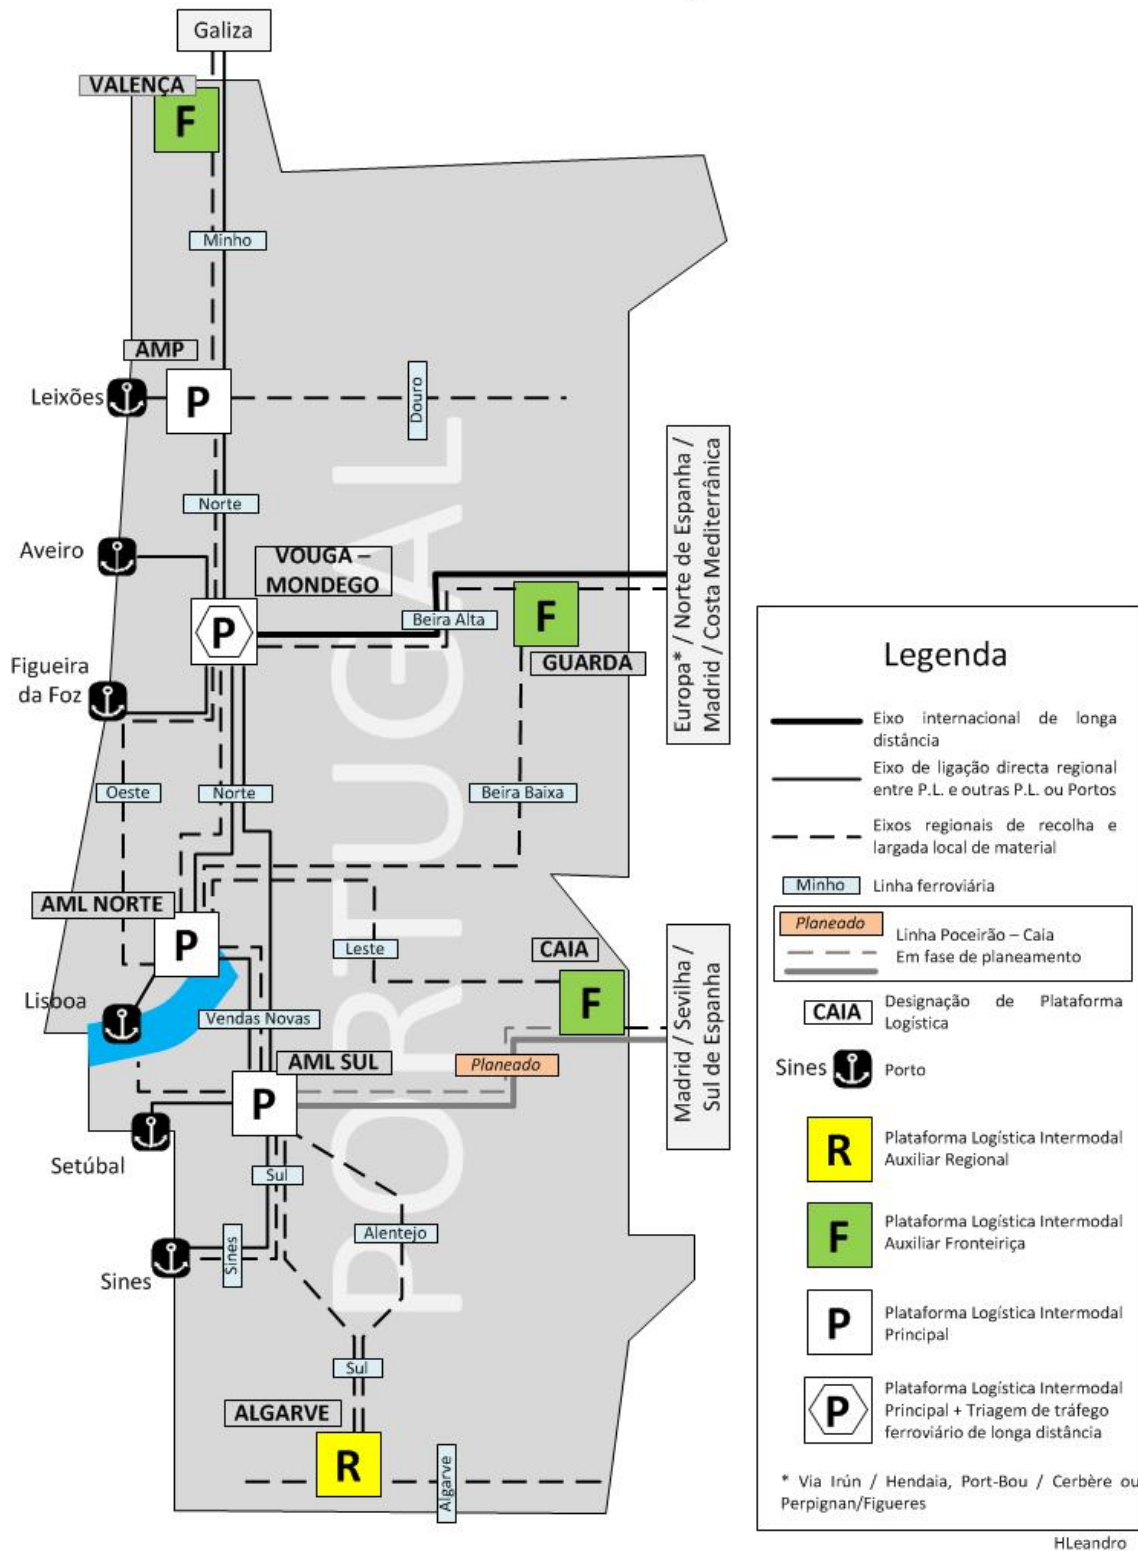 Galiza
VALENÇA
F
Minho
AMP
Leixões
P
Douro
Norte
Aveiro
VOUGA –
MONDEGO
P
Beira Alta
F
GUARDA
Europa* / Norte de Espanha /
Madrid / Costa Mediterrânica
Figueira
da Foz
Oeste
Norte
Beira Baixa
PORTUGAL
AML NORTE
P
Leste
CAIA
F
Lisboa
Vendas Novas
AML SUL
P
Planeado
Madrid / Sevilha /
Sul de Espanha
Setúbal
Sul
Alentejo
Sines
Sines
Sul
ALGARVE
R
Algarve
Legenda
Eixo internacional de longa
distância
Eixo de ligação directa regional
entre P.L. e outras P.L. ou Portos
Eixos regionais de recolha e
largada local de material
Minho Linha ferroviária
Planeado
Linha Poceirão – Caia
Em fase de planeamento
CAIA
Designação de Plataforma
Logística
Sines Porto
R
Plataforma Logística Intermodal
Auxiliar Regional
F
Plataforma Logística Intermodal
Auxiliar Fronteiriça
P
Plataforma Logística Intermodal
Principal
P
Plataforma Logística Intermodal
Principal + Triagem de tráfego
ferroviário de longa distância
* Via Irún / Hendaia, Port-Bou / Cerbère ou
Perpignan/Figueres
HLeandro